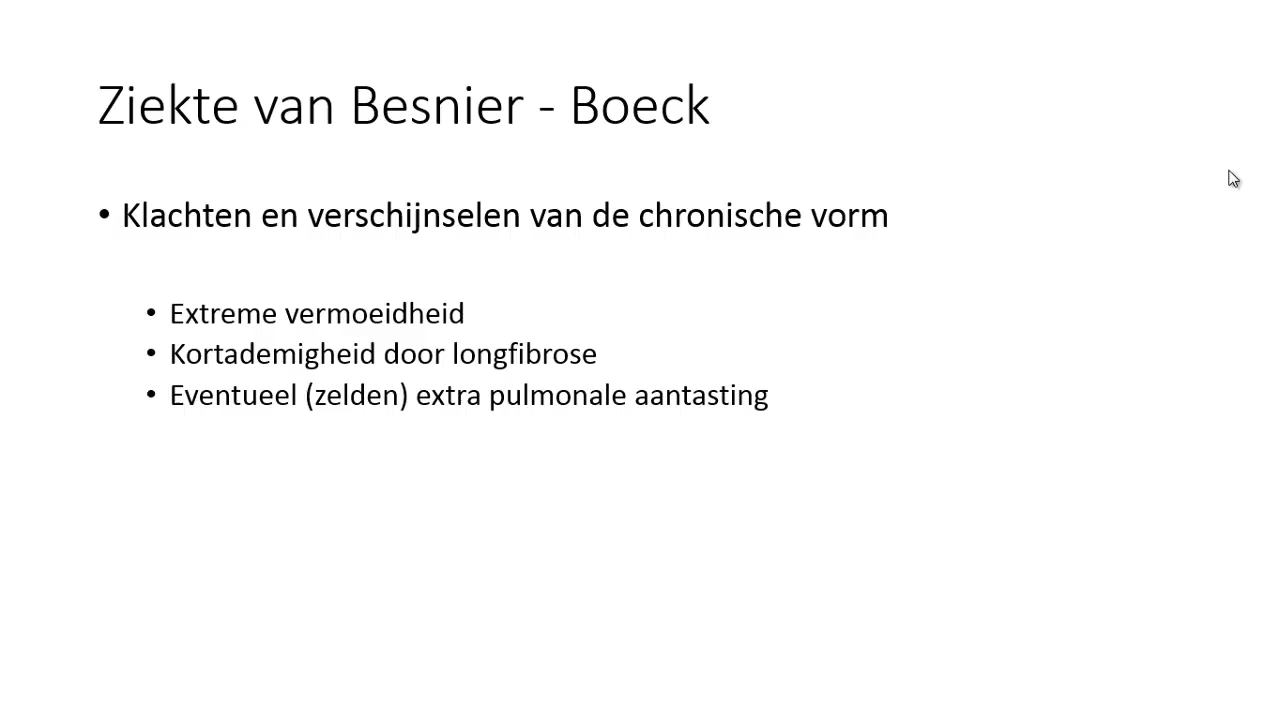 Ziekte van Besnier - Boeck
• Klachten en verschijnselen van de chronische vorm
• Extreme vermoeidheid
• Kortademigheid door longfibrose
• Eventueel (zelden) extra pulmonale aantasting